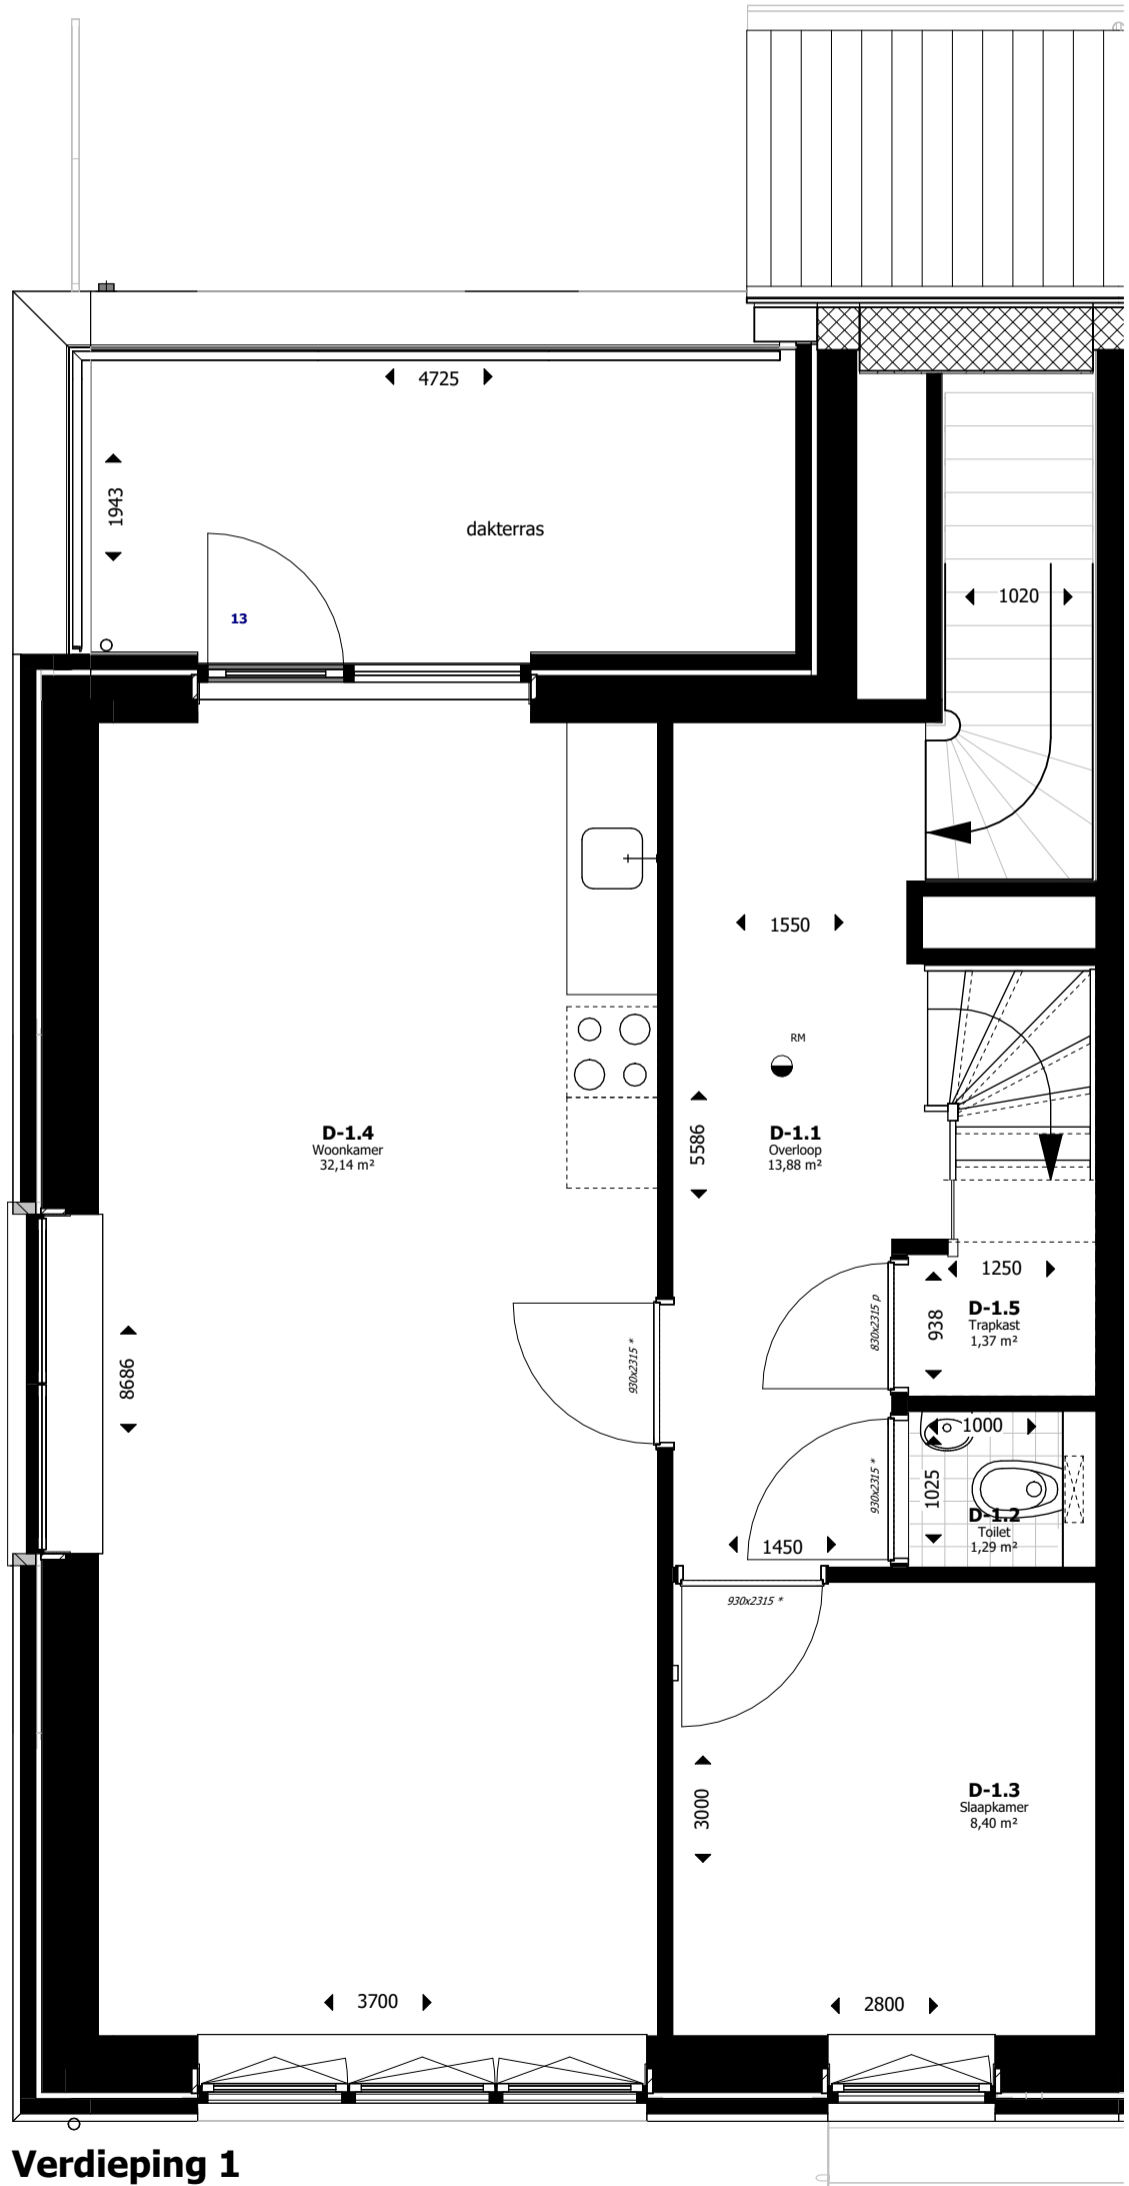 4725
1943
dakterras
13
1020
1550
RM
5586
D-1.4
Woonkamer
32,14 m²
D-1.1
Overloop
13,88 m²
1250
D-1.5
Trapkast
1,37 m²
938
830x2315 p
930x2315 *
8686
1000
1025
930x2315 *
D-1.2
Toilet
1,29 m²
1450
930x2315 *
3000
D-1.3
Slaapkamer
8,40 m²
3700
2800
Verdieping 1